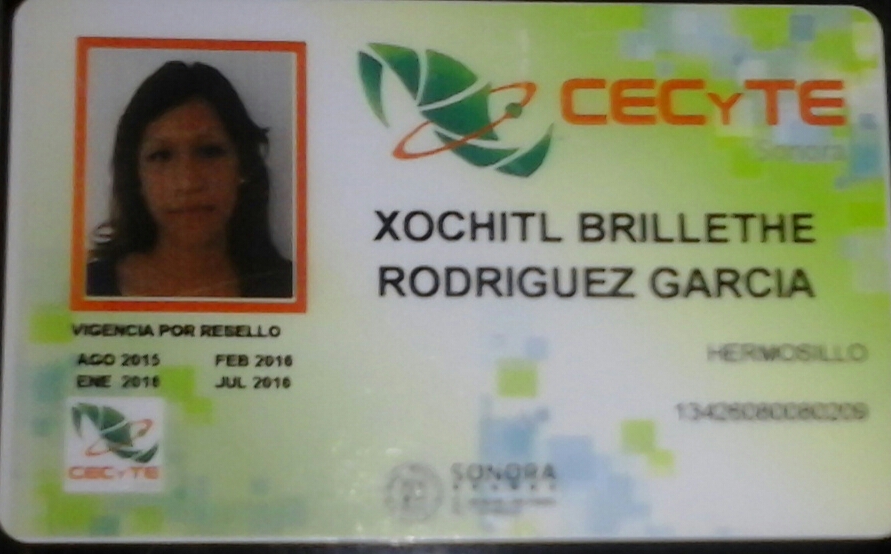 CECyTE
Sonora
XOCHITL BRILLETHE
RODRIGUEZ GARCIA
VIGENCIA POR RESELLO
AGO 2015 FEB 2016
ENE 2016 JUL 2016
HERMOSILLO
13426080080209
CECyTE
SONORA